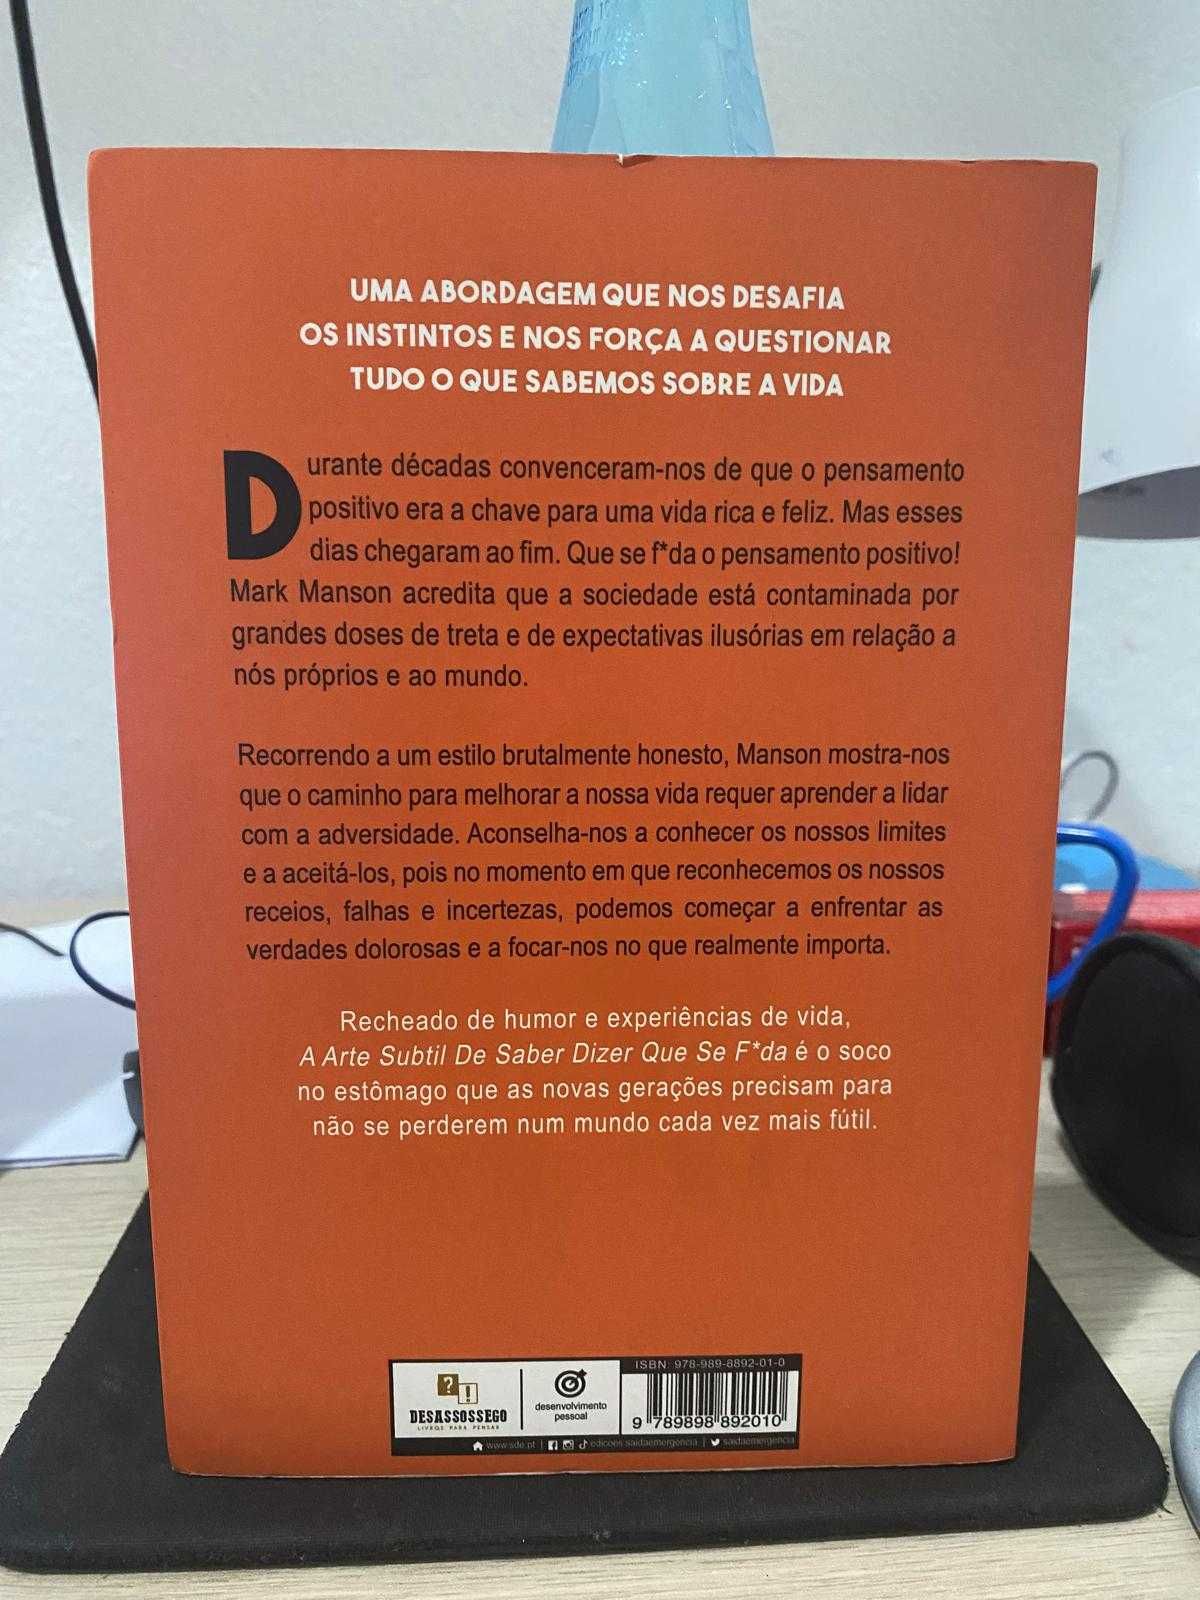 UMA ABORDAGEM QUE NOS DESAFIA
OS INSTINTOS E NOS FORÇA A QUESTIONAR
TUDO O QUE SABEMOS SOBRE A VIDA
Durante décadas convenceram-nos de que o pensamento
positivo era a chave para uma vida rica e feliz. Mas esses
dias chegaram ao fim. Que se f*da o pensamento positivo!
Mark Manson acredita que a sociedade está contaminada por
grandes doses de treta e de expectativas ilusórias em relação a
nós próprios e ao mundo.
Recorrendo a um estilo brutalmente honesto, Manson mostra-nos
que o caminho para melhorar a nossa vida requer aprender a lidar
com a adversidade. Aconselha-nos a conhecer os nossos limites
e a aceitá-los, pois no momento em que reconhecemos os nossos
receios, falhas e incertezas, podemos começar a enfrentar as
verdades dolorosas e a focar-nos no que realmente importa.
Recheado de humor e experiências de vida,
A Arte Subtil De Saber Dizer Que Se F*da é o soco
no estômago que as novas gerações precisam para
não se perderem num mundo cada vez mais fútil.
?!
DESASSOSSEGO
LIVROS PARA PENSAR
desenvolvimento
pessoal
ISBN: 978-989-8892-01-0
9 789898 892010
www.sde.pt | edicoes.saidaemergencia | saidaemergencia